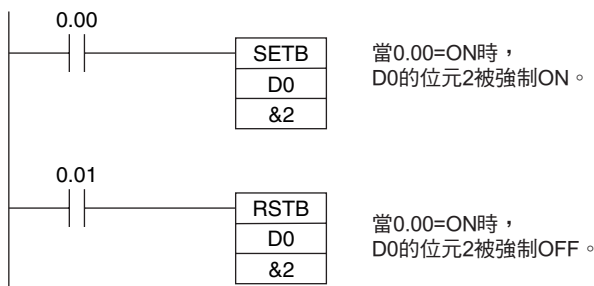 0.00
SETB
D0
&2
當0.00=ON時，
D0的位元2被強制ON。
0.01
RSTB
D0
&2
當0.00=ON時，
D0的位元2被強制OFF。